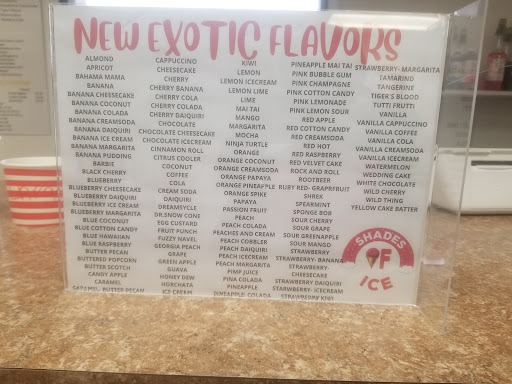 NEW EXOTIC FLAVORS
ALMOND
APRICOT
BAHAMA MAMA
BANANA
BANANA CHEESECAKE
BANANA COCONUT
BANANA COLADA
BANANA CREAMSODA
BANANA DAIQUIRI
BANANA ICE CREAM
BANANA MARGARITA
BANANA PUDDING
BARBIE
BLACK CHERRY
BLUEBERRY
BLUEBERRY CHEESECAKE
BLUEBERRY DAIQUIRI
BLUEBERRY ICE CREAM
BLUEBERRY MARGARITA
BLUE COCONUT
BLUE COTTON CANDY
BLUE HAWAIIAN
BLUE RASPBERRY
BUTTER PECAN
BUTTERED POPCORN
BUTTER SCOTCH
CANDY APPLE
CARAMEL
CARAMEL- BUTTER PECAN
CAPPUCCINO
CHEESECAKE
CHERRY
CHERRY BANANA
CHERRY COLA
CHERRY COLADA
CHERRY DAIQUIRI
CHOCOLATE
CHOCOLATE CHEESECAKE
CHOCOLATE ICECREAM
CINNAMON ROLL
CITRUS COOLER
COCONUT
COFFEE
COLA
CREAM SODA
DAIQUIRI
DREAMYCLE
DR.SNOW CONE
EGG CUSTARD
FRUIT PUNCH
FUZZY NAVEL
GEORGIA PEACH
GRAPE
GREEN APPLE
GUAVA
HONEY DEW
HORCHATA
ICE CREAM
KIWI
LEMON
LEMON ICECREAM
LEMON LIME
LIME
MAI TAI
MANGO
MARGARITA
MOCHA
NINJA TURTLE
ORANGE
ORANGE COCONUT
ORANGE CREAMSODA
ORANGE PAPAYA
ORANGE PINEAPPLE
ORANGE SPIKE
PAPAYA
PASSION FRUIT
PEACH
PEACH COLADA
PEACHES AND CREAM
PEACH COBBLER
PEACH DAIQUIRI
PEACH ICECREAM
PEACH MARGARITA
PIMP JUICE
PINA COLADA
PINEAPPLE
PINEAPPLE COLADA
PINEAPPLE MAI TAI
PINK BUBBLE GUM
PINK CHAMPAGNE
PINK COTTON CANDY
PINK LEMONADE
PINK LEMON SOUR
RED APPLE
RED COTTON CANDY
RED CREAMSODA
RED HOT
RED RASPBERRY
RED VELVET CAKE
ROCK AND ROLL
ROOTBEER
RUBY RED- GRAPEFRUIT
SHREK
SPEARMINT
SPONGE BOB
SOUR CHERRY
SOUR GRAPE
SOUR GREENAPPLE
SOUR MANGO
STRAWBERRY
STRAWBERRY- BANANA
STRAWBERRY-
CHEESECAKE
STRAWBERRY DAIQUIRI
STARWBERRY- ICECREAM
STRAWBERRY KIWI
STRAWBERRY- MARGARITA
TAMARIND
TANGERINE
TIGER'S BLOOD
TUTTI FRUTTI
VANILLA
VANILLA CAPPUCCINO
VANILLA COFFEE
VANILLA COLA
VANILLA CREAMSODA
VANILLA ICECREAM
WATERMELON
WEDDING CAKE
WHITE CHOCOLATE
WILD CHERRY
WILD THING
YELLOW CAKE BATTER
SHADES
OF
ICE